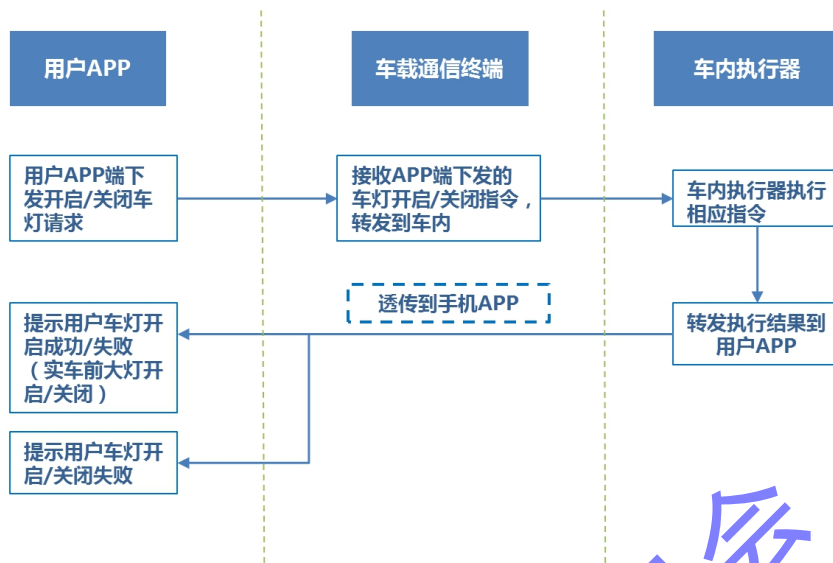 用户APP
车载通信终端
车内执行器
用户APP端下
发开启/关闭车
灯请求
接收APP端下发的
车灯开启/关闭指令，
转发到车内
车内执行器执行
相应指令
透传到手机APP
提示用户车灯开
启成功/失败
（实车前大灯开
启/关闭）
转发执行结果到
用户APP
提示用户车灯开
启/关闭失败
会